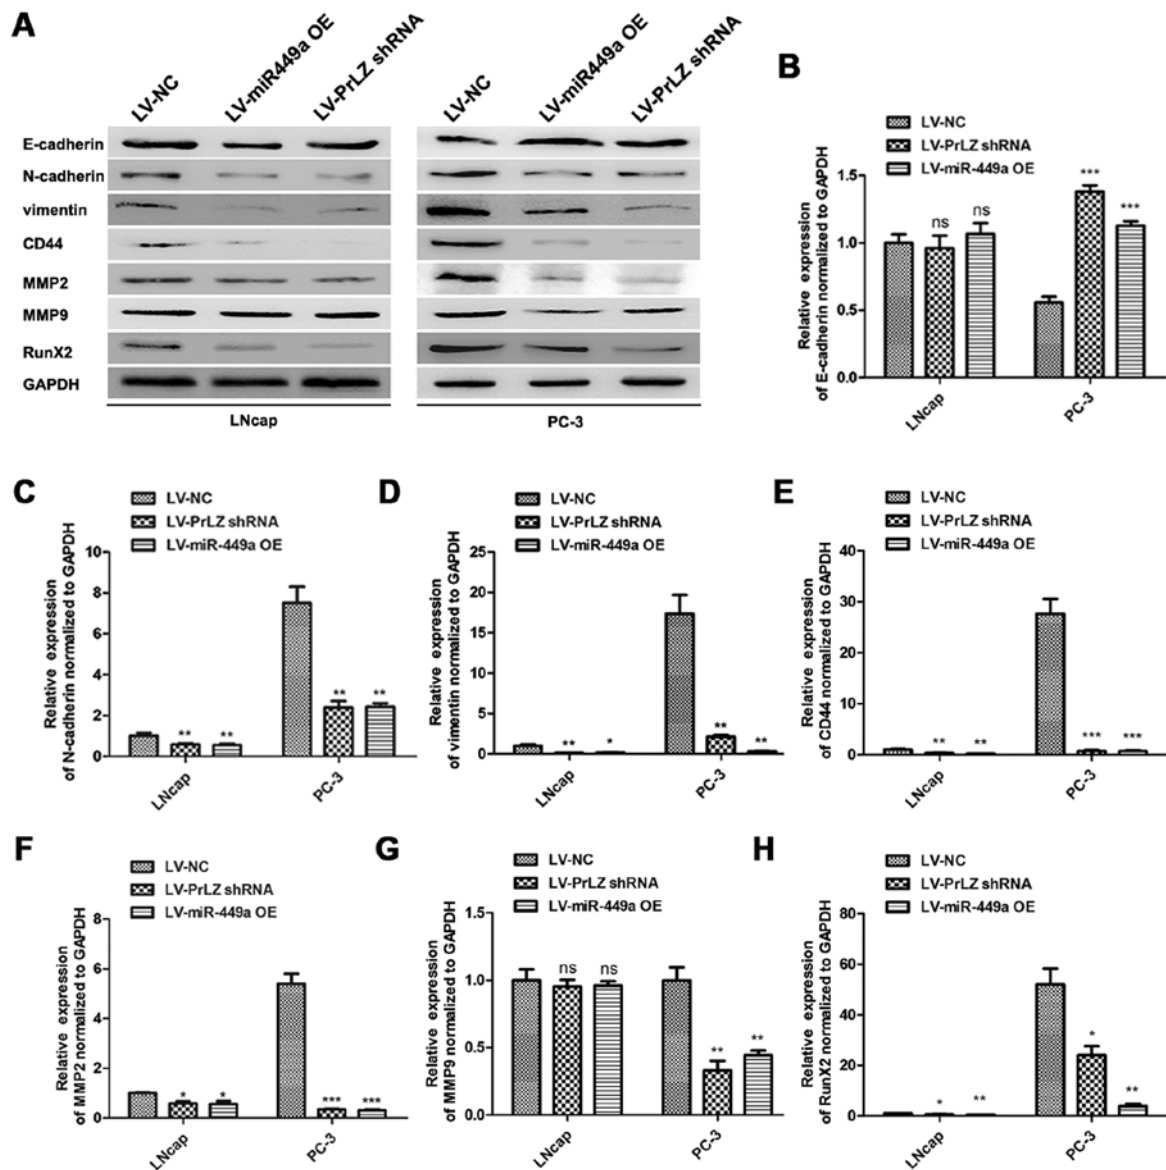 A
LV-NC
LV-miR449a OE
LV-PrLZ shRNA
LV-NC
LV-miR449a OE
LV-PrLZ shRNA
E-cadherin
N-cadherin
vimentin
CD44
MMP2
MMP9
RunX2
GAPDH
LNcap
PC-3
B
LV-NC
LV-PrLZ shRNA
LV-miR-449a OE
Relative expression
of E-cadherin normalized to GAPDH
1.5
1.0
0.5
0.0
ns
ns
***
***
LNcap
PC-3
C
LV-NC
LV-PrLZ shRNA
LV-miR-449a OE
Relative expression
of N-cadherin normalized to GAPDH
10
8
6
4
2
0
**
**
**
**
LNcap
PC-3
D
LV-NC
LV-PrLZ shRNA
LV-miR-449a OE
Relative expression
of vimentin normalized to GAPDH
25
20
15
10
5
0
**
*
**
**
LNcap
PC-3
E
LV-NC
LV-PrLZ shRNA
LV-miR-449a OE
Relative expression
of CD44 normalized to GAPDH
40
30
20
10
0
**
**
***
***
LNcap
PC-3
F
LV-NC
LV-PrLZ shRNA
LV-miR-449a OE
Relative expression
of MMP2 normalized to GAPDH
8
6
4
2
0
*
*
***
***
LNcap
PC-3
G
LV-NC
LV-PrLZ shRNA
LV-miR-449a OE
Relative expression
of MMP9 normalized to GAPDH
1.5
1.0
0.5
0.0
ns
ns
**
**
LNcap
PC-3
H
LV-NC
LV-PrLZ shRNA
LV-miR-449a OE
Relative expression
of RunX2 normalized to GAPDH
80
60
40
20
0
*
**
*
**
LNcap
PC-3